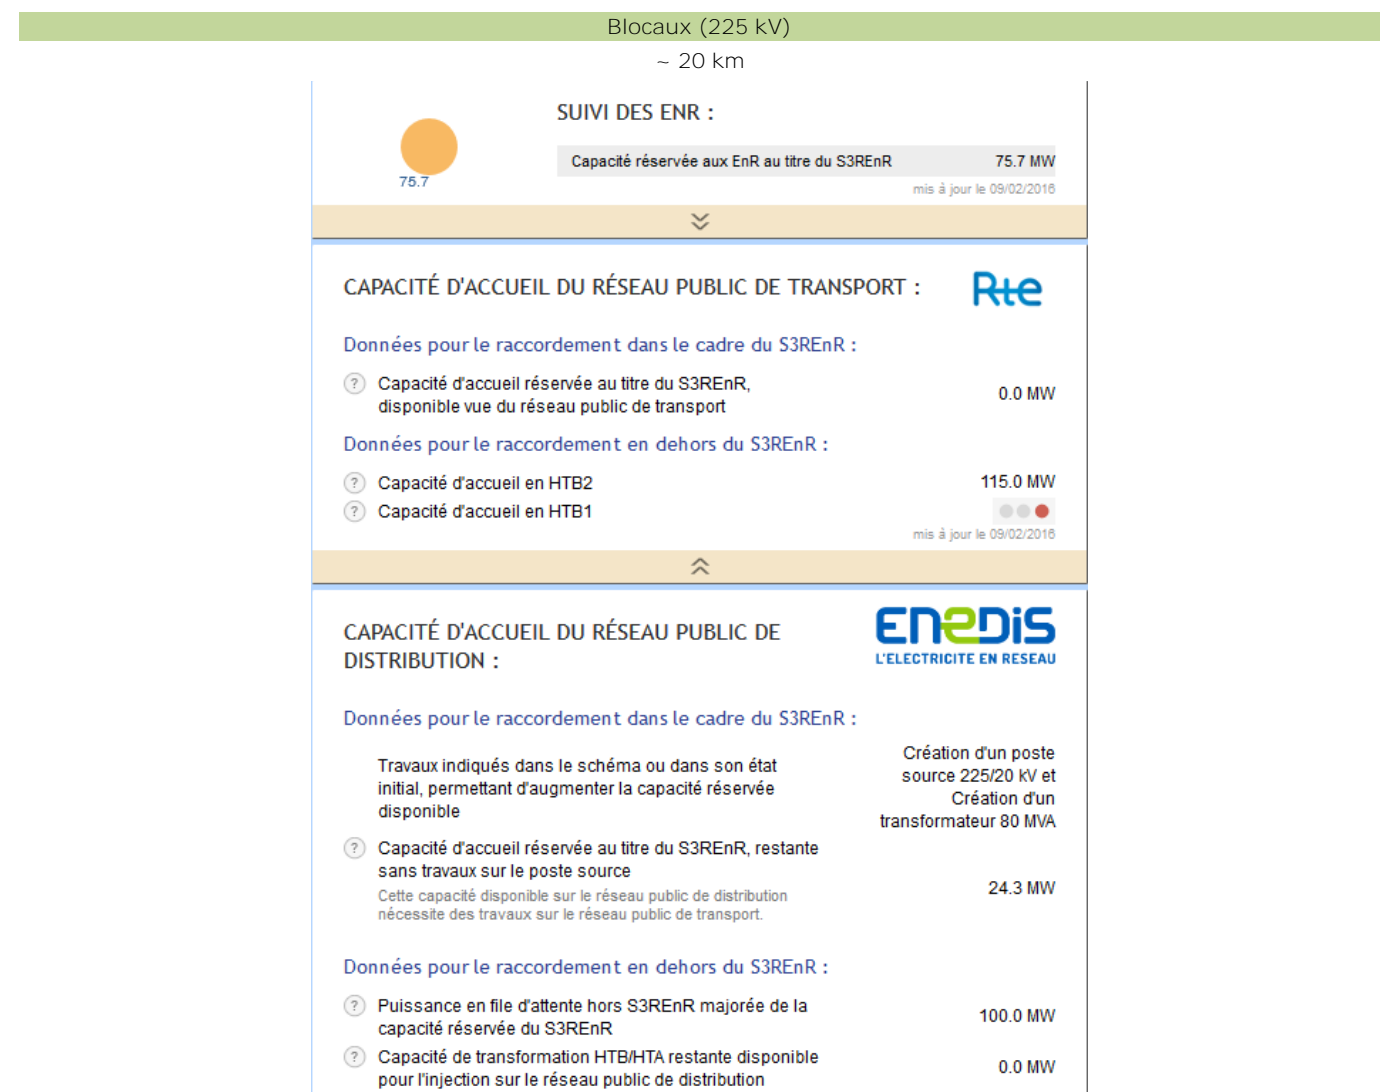 Blocaux (225 kV)
~ 20 km
SUIVI DES ENR :
Capacité réservée aux EnR au titre du S3REnR 75.7 MW
75.7
mis à jour le 09/02/2016
CAPACITÉ D'ACCUEIL DU RÉSEAU PUBLIC DE TRANSPORT :
Rte
Données pour le raccordement dans le cadre du S3REnR :
? Capacité d'accueil réservée au titre du S3REnR,
disponible vue du réseau public de transport
0.0 MW
Données pour le raccordement en dehors du S3REnR :
? Capacité d'accueil en HTB2 115.0 MW
? Capacité d'accueil en HTB1
mis à jour le 09/02/2016
CAPACITÉ D'ACCUEIL DU RÉSEAU PUBLIC DE
DISTRIBUTION :
ENEDIS
L'ELECTRICITE EN RESEAU
Données pour le raccordement dans le cadre du S3REnR :
Travaux indiqués dans le schéma ou dans son état
initial, permettant d'augmenter la capacité réservée
disponible
Création d'un poste
source 225/20 kV et
Création d'un
transformateur 80 MVA
? Capacité d'accueil réservée au titre du S3REnR, restante
sans travaux sur le poste source
Cette capacité disponible sur le réseau public de distribution
nécessite des travaux sur le réseau public de transport.
24.3 MW
Données pour le raccordement en dehors du S3REnR :
? Puissance en file d'attente hors S3REnR majorée de la
capacité réservée du S3REnR
100.0 MW
? Capacité de transformation HTB/HTA restante disponible
pour l'injection sur le réseau public de distribution
0.0 MW